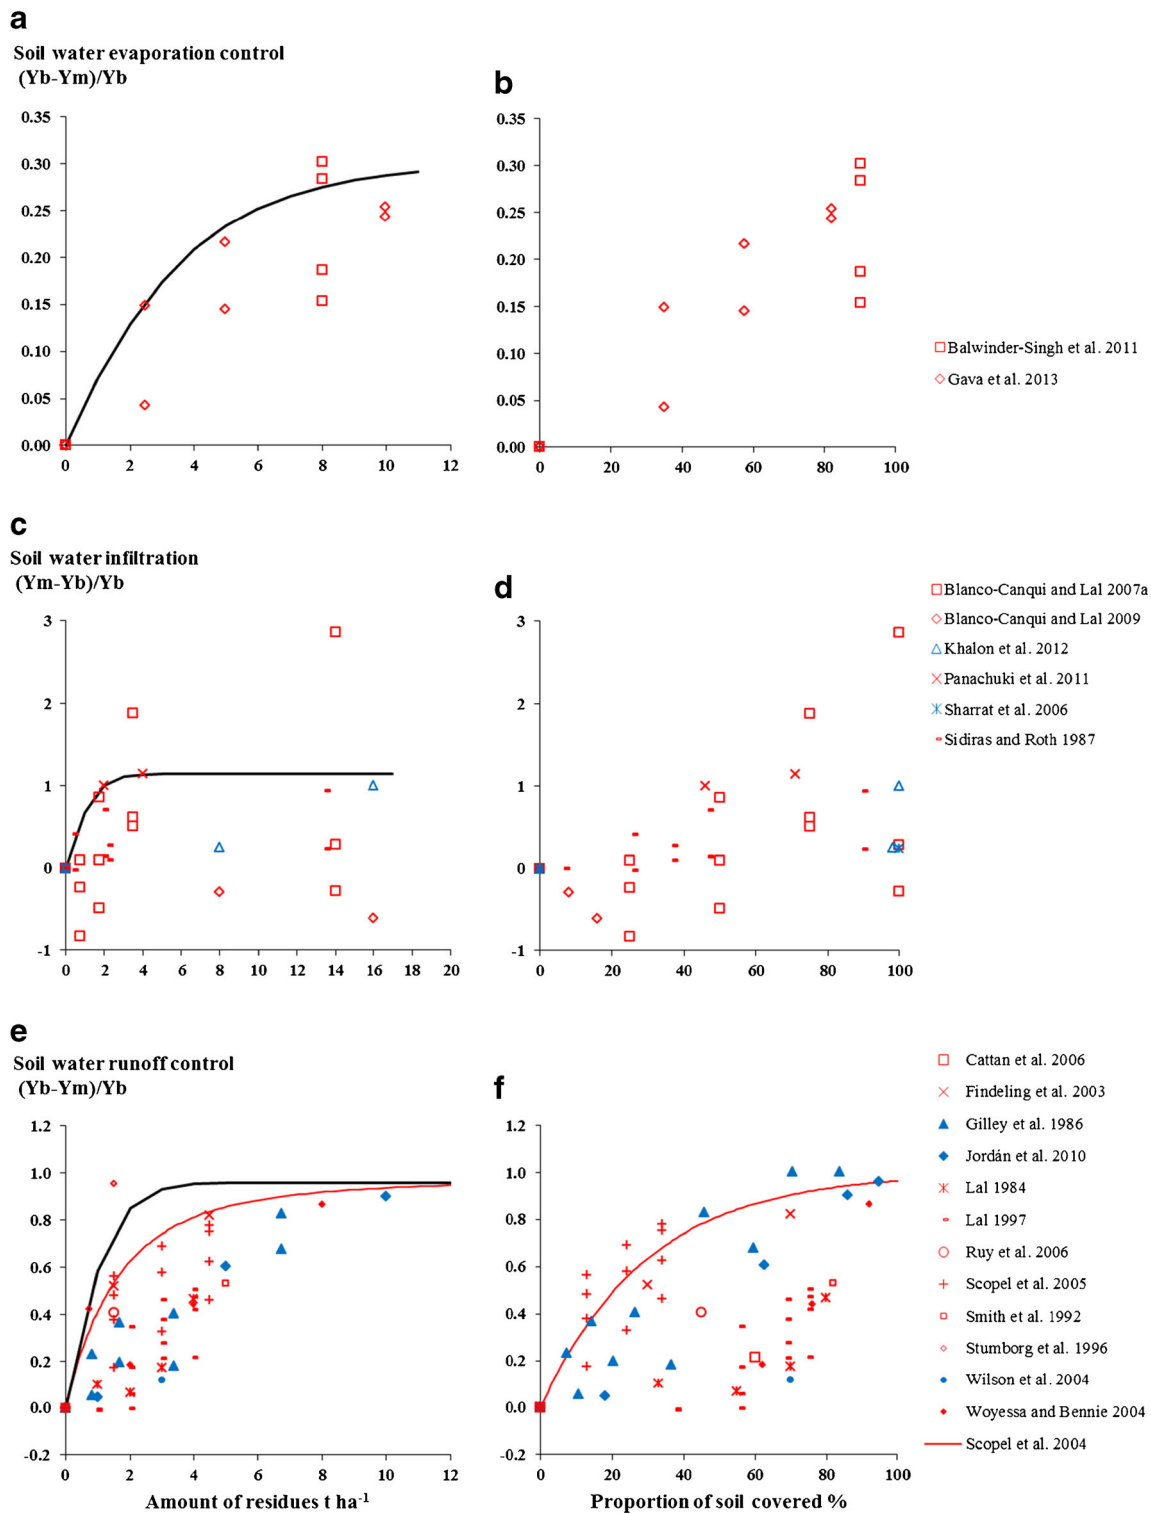 a
Soil water evaporation control
(Yb-Ym)/Yb
b
0.35
0.30
0.25
0.20
0.15
0.10
0.05
0.00
0 2 4 6 8 10 12
0.35
0.30
0.25
0.20
0.15
0.10
0.05
0.00
0 20 40 60 80 100
Balwinder-Singh et al. 2011
Gava et al. 2013
c
Soil water infiltration
(Ym-Yb)/Yb
d
3
2
1
0
-1
0 2 4 6 8 10 12 14 16 18 20
3
2
1
0
-1
0 20 40 60 80 100
Blanco-Canqui and Lal 2007a
Blanco-Canqui and Lal 2009
Khalon et al. 2012
Panachuki et al. 2011
Sharrat et al. 2006
Sidiras and Roth 1987
e
Soil water runoff control
(Yb-Ym)/Yb
f
1.2
1.0
0.8
0.6
0.4
0.2
0.0
-0.2
0 2 4 6 8 10 12
Amount of residues t ha-1
1.2
1.0
0.8
0.6
0.4
0.2
0.0
-0.2
0 20 40 60 80 100
Proportion of soil covered %
Cattan et al. 2006
Findeling et al. 2003
Gilley et al. 1986
Jordán et al. 2010
Lal 1984
Lal 1997
Ruy et al. 2006
Scopel et al. 2005
Smith et al. 1992
Stumborg et al. 1996
Wilson et al. 2004
Woyessa and Bennie 2004
Scopel et al. 2004